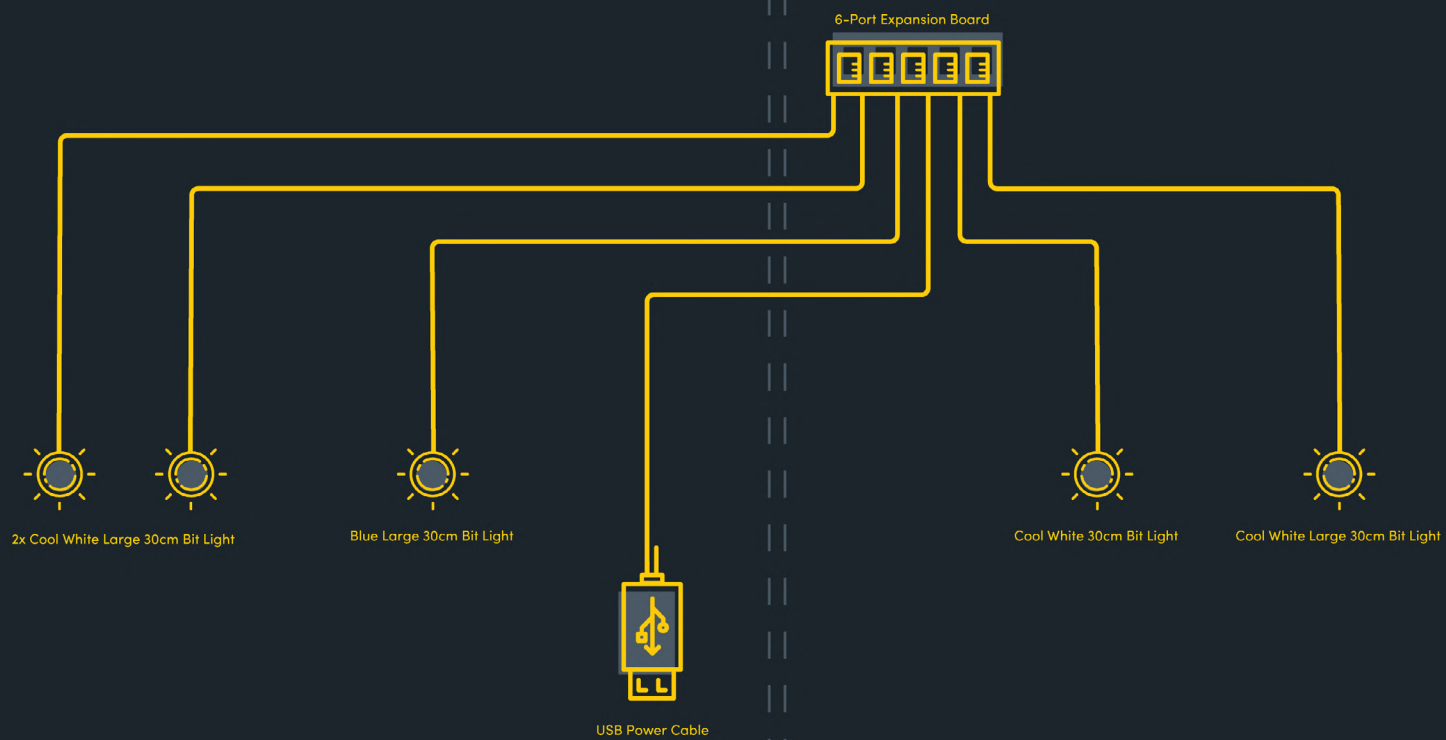 6-Port Expansion Board
2x Cool White Large 30cm Bit Light
Blue Large 30cm Bit Light
Cool White 30cm Bit Light
Cool White Large 30cm Bit Light
USB Power Cable